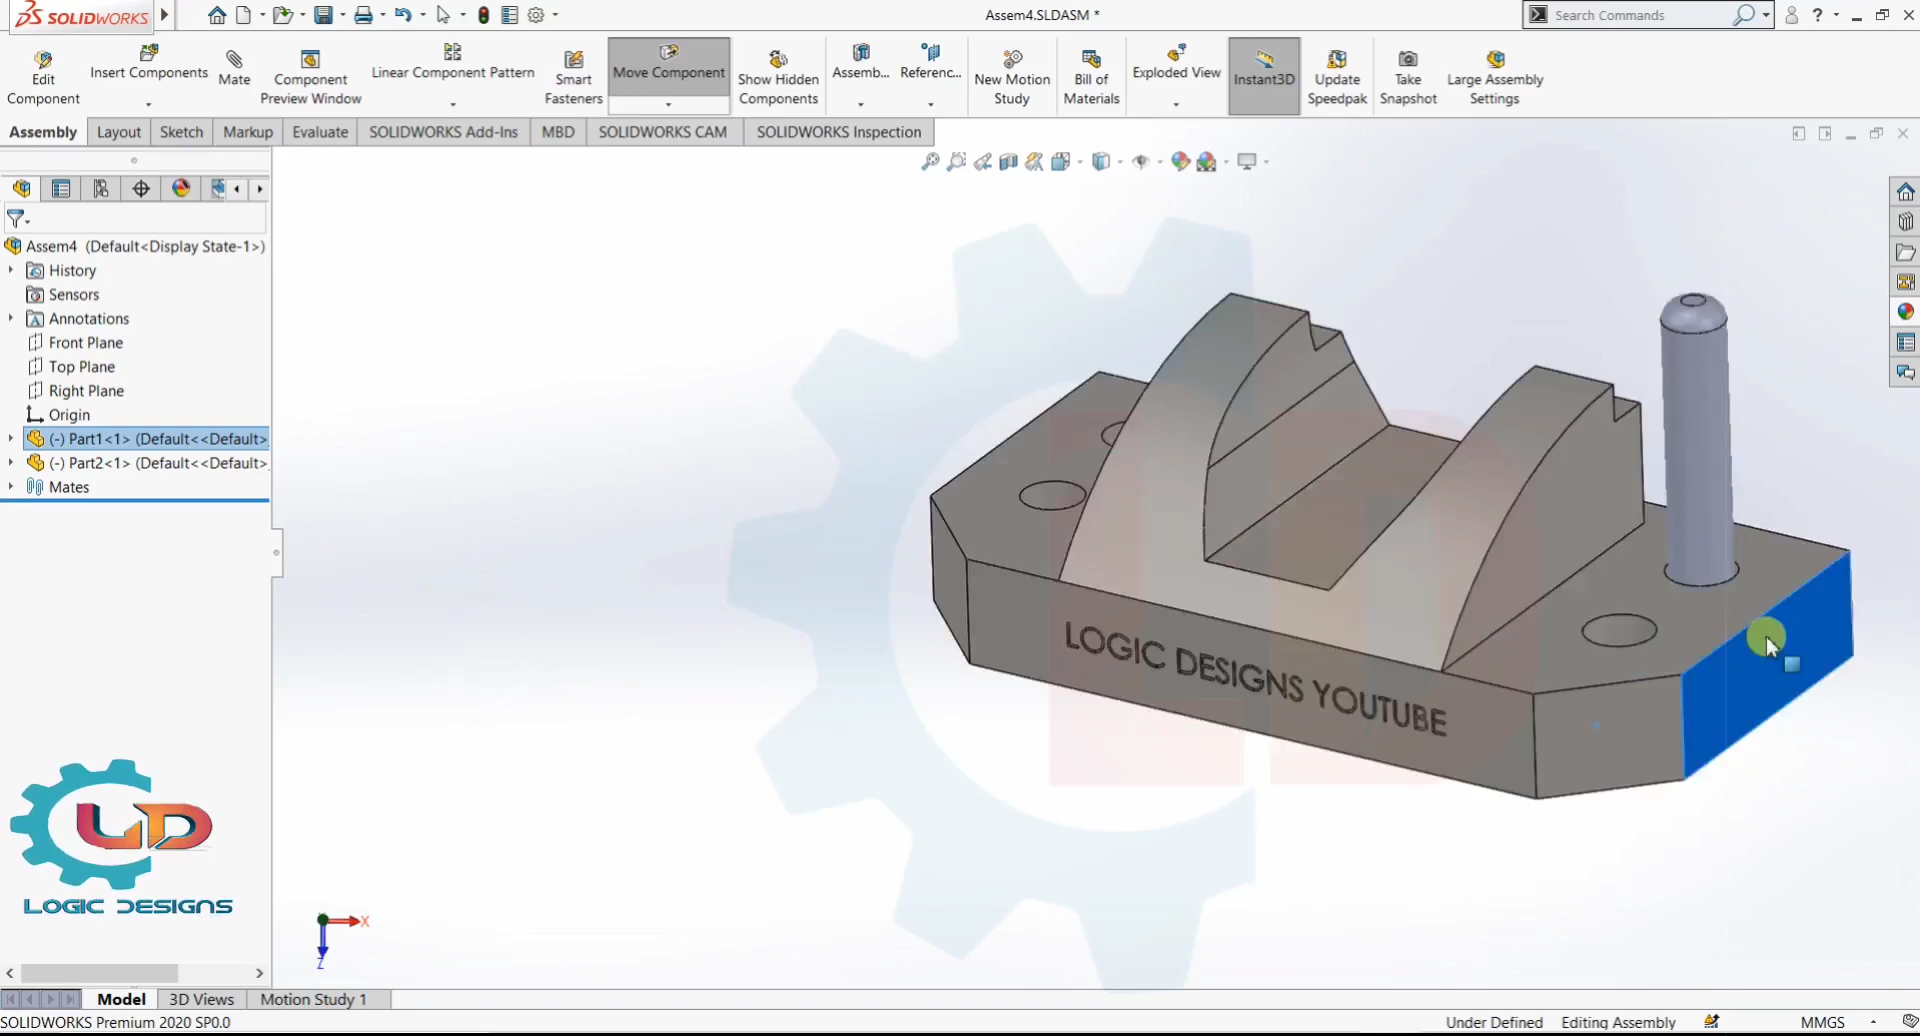 SOLIDWORKS
Assem4.SLDASM *
Search Commands
?
Edit Component
Insert Components
Mate
Component Preview Window
Linear Component Pattern
Smart Fasteners
Move Component
Show Hidden Components
Assemb...
Referenc...
New Motion Study
Bill of Materials
Exploded View
Instant3D
Update Speedpak
Take Snapshot
Large Assembly Settings
Assembly Layout Sketch Markup Evaluate SOLIDWORKS Add-Ins MBD SOLIDWORKS CAM SOLIDWORKS Inspection
Assem4 (Default<Display State-1>)
History
Sensors
Annotations
Front Plane
Top Plane
Right Plane
Origin
(-) Part1<1> (Default<<Default>
(-) Part2<1> (Default<<Default>
Mates
LOGIC DESIGNS YOUTUBE
LD
LOGIC DESIGNS
X
Z
Model 3D Views Motion Study 1
SOLIDWORKS Premium 2020 SP0.0
Under Defined Editing Assembly MMGS